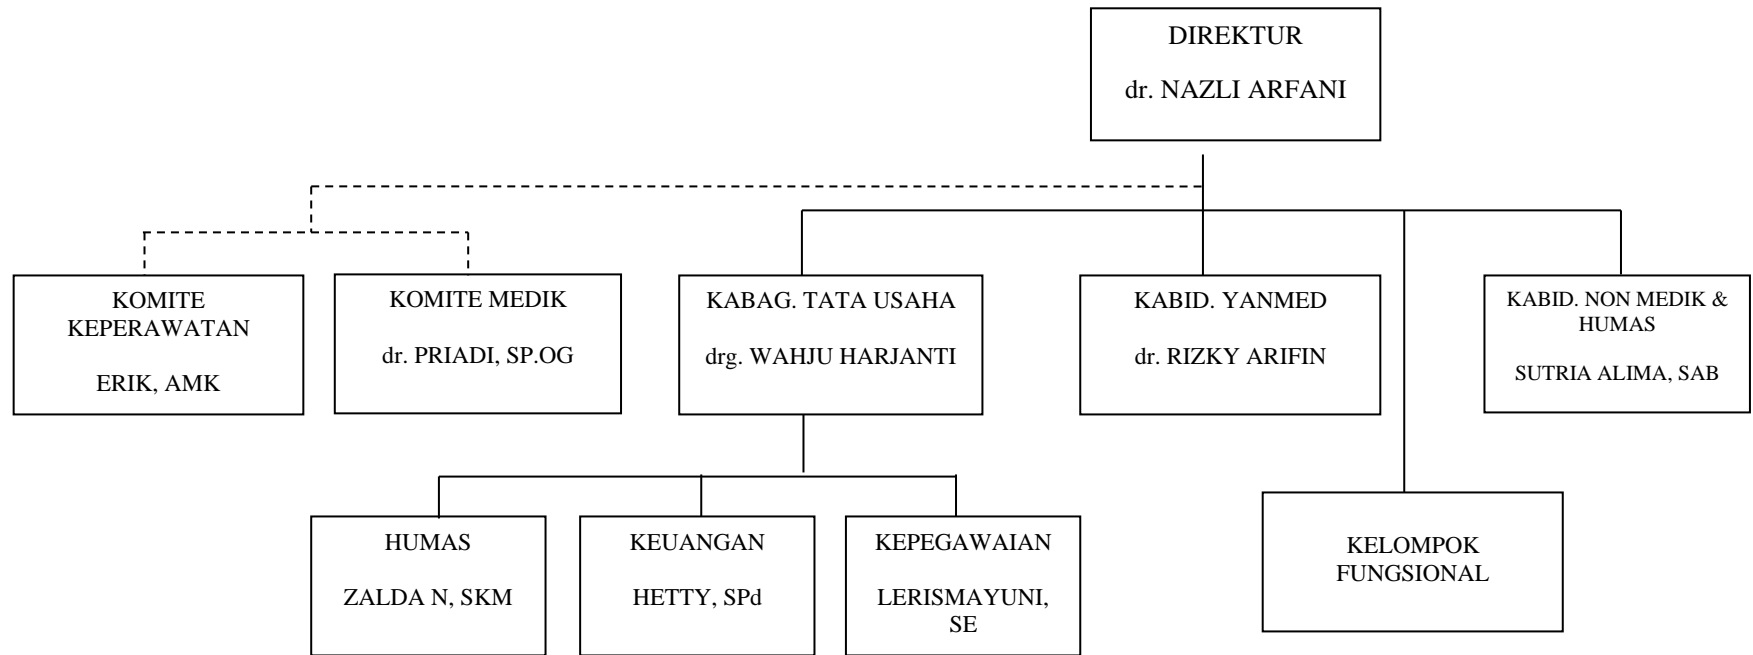 DIREKTUR
dr. NAZLI ARFANI
KOMITE
KEPERAWATAN
ERIK, AMK
KOMITE MEDIK
dr. PRIADI, SP.OG
KABAG. TATA USAHA
drg. WAHJU HARJANTI
KABID. YANMED
dr. RIZKY ARIFIN
KABID. NON MEDIK &
HUMAS
SUTRIA ALIMA, SAB
HUMAS
ZALDA N, SKM
KEUANGAN
HETTY, SPd
KEPEGAWAIAN
LERISMAYUNI,
SE
KELOMPOK
FUNGSIONAL